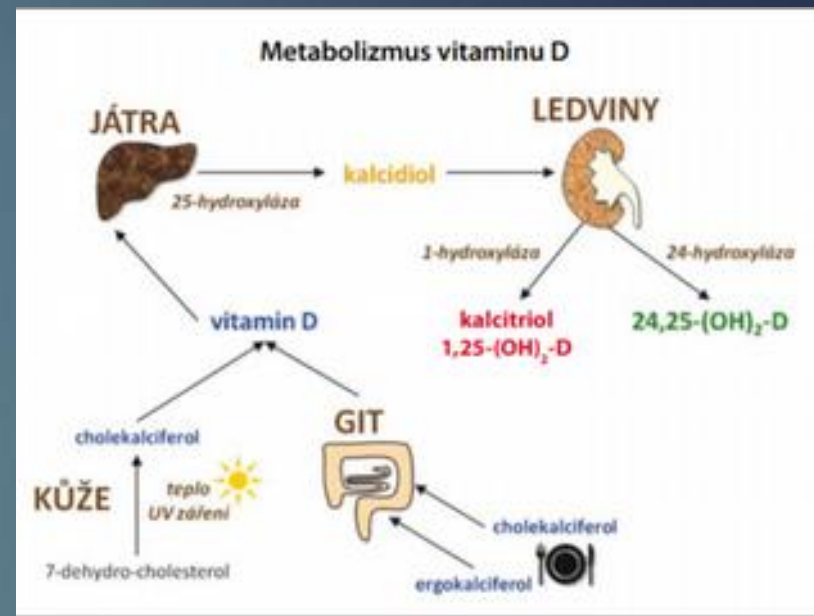 Metabolizmus vitaminu D
JÁTRA
LEDVINY
kalcidiol
25-hydroxyláza
1-hydroxyláza
24-hydroxyláza
vitamin D
kalcitriol
1,25-(OH)₂-D
24,25-(OH)₂-D
GIT
cholekalciferol
KŮŽE
teplo
UV záření
7-dehydro-cholesterol
cholekalciferol
ergokalciferol